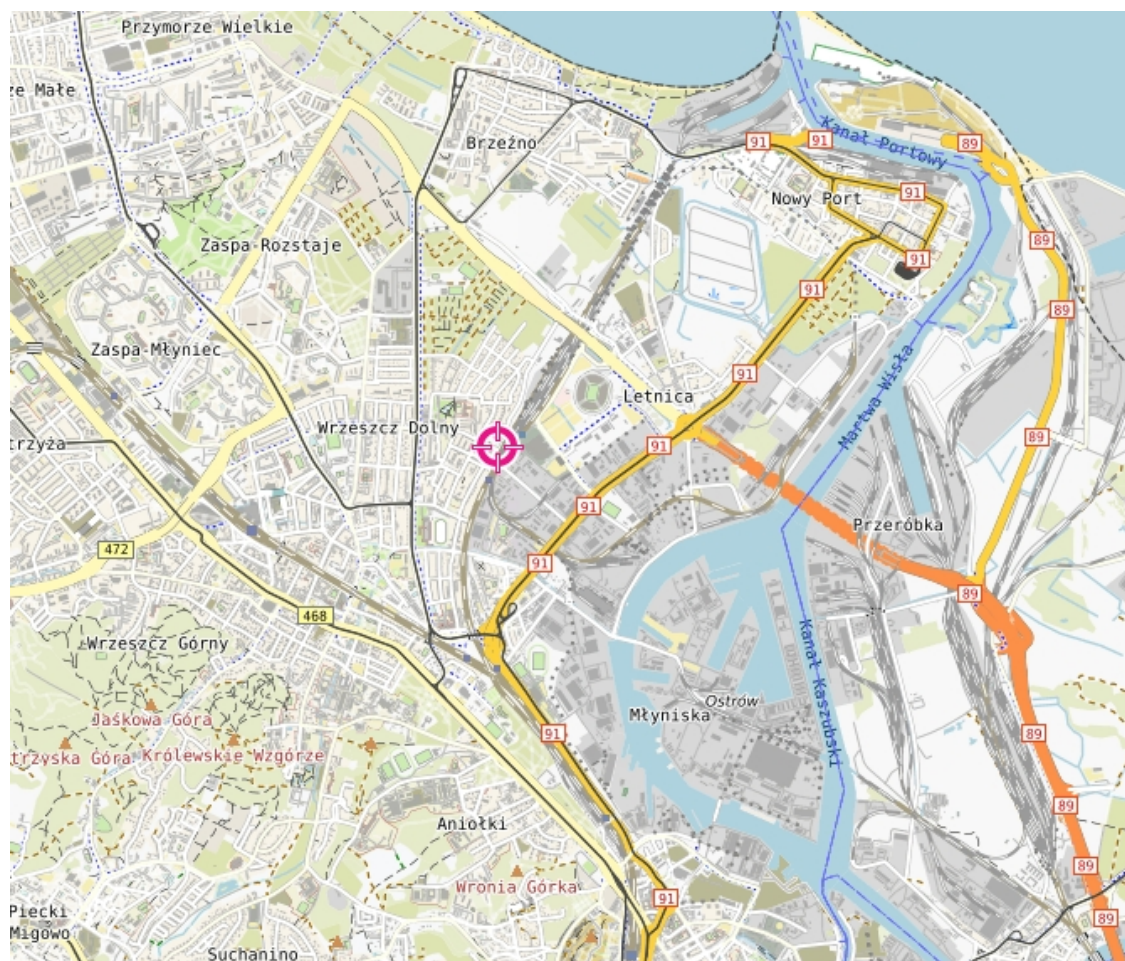 Przymorze Wielkie
ze Małe
Brzeźno
Kanał Portowy
91
91
89
Nowy Port
91
Zaspa-Rozstaje
89
91
91
89
Zaspa-Młyniec
91
Martwa Wisła
Letnica
trzyża
Wrzeszcz Dolny
91
89
91
Przeróbka
472
91
89
468
Wrzeszcz Górny
Kanał Kaszubski
Ostrów
Jaśkowa Góra
Młyniska
trzyska Góra
Królewskie Wzgórze
91
89
89
Aniołki
89
Wronia Górka
91
Piecki
Migowo
89
Suchanino